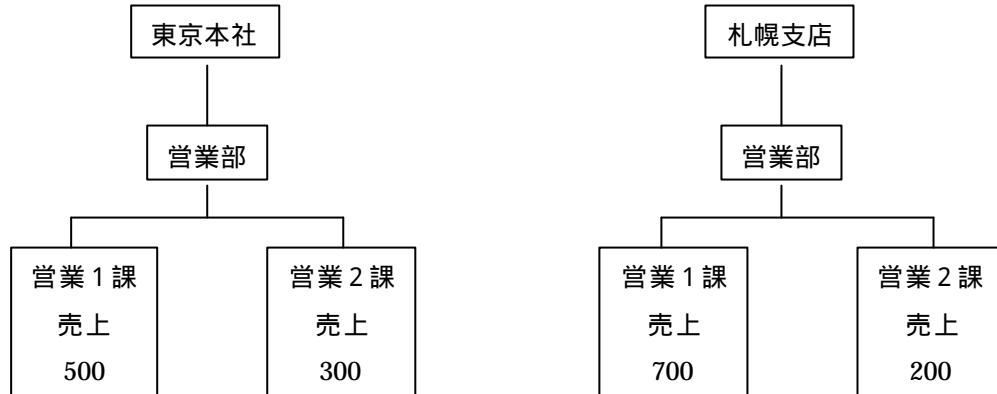 東京本社
営業部
営業1課
売上
500
営業2課
売上
300
札幌支店
営業部
営業1課
売上
700
営業2課
売上
200